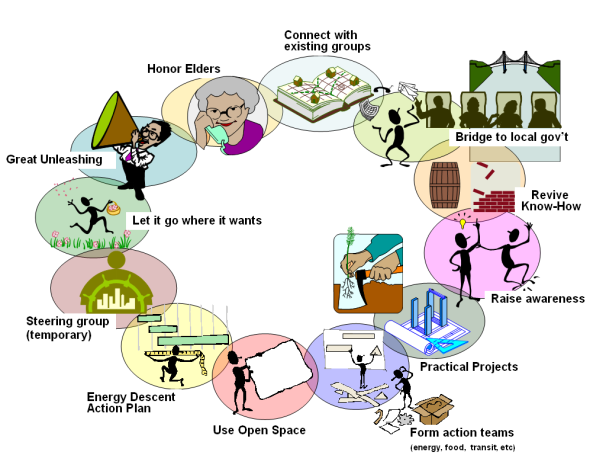 Connect with
existing groups
Honor Elders
Bridge to local gov't
Great Unleashing
Revive
Know-How
Let it go where it wants
Raise awareness
Steering group
(temporary)
Practical Projects
Energy Descent
Action Plan
Use Open Space
Form action teams
(energy, food, transit, etc)